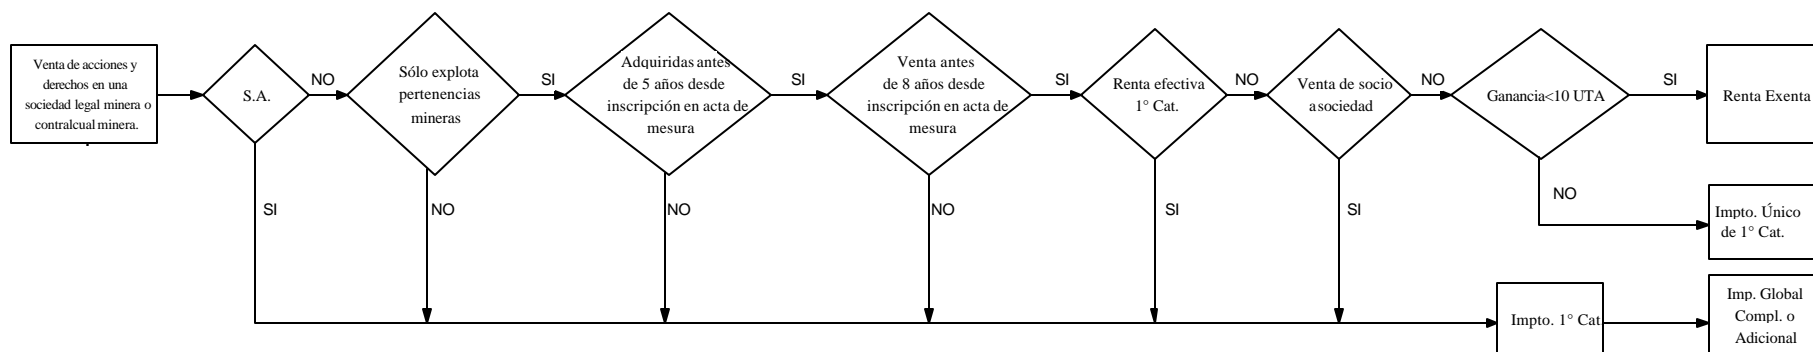 Venta de acciones y
derechos en una
sociedad legal minera o
contralcual minera.
S.A.
NO
SI
Sólo explota
pertenencias
mineras
SI
NO
Adquiridas antes
de 5 años desde
inscripción en acta de
mesura
SI
NO
Venta antes
de 8 años desde
inscripción en acta de
mesura
SI
NO
Renta efectiva
1° Cat.
NO
SI
Venta de socio
a sociedad
NO
SI
Ganancia<10 UTA
SI
NO
Renta Exenta
Impto. Único
de 1° Cat.
Impto. 1° Cat
Imp. Global
Compl. o
Adicional